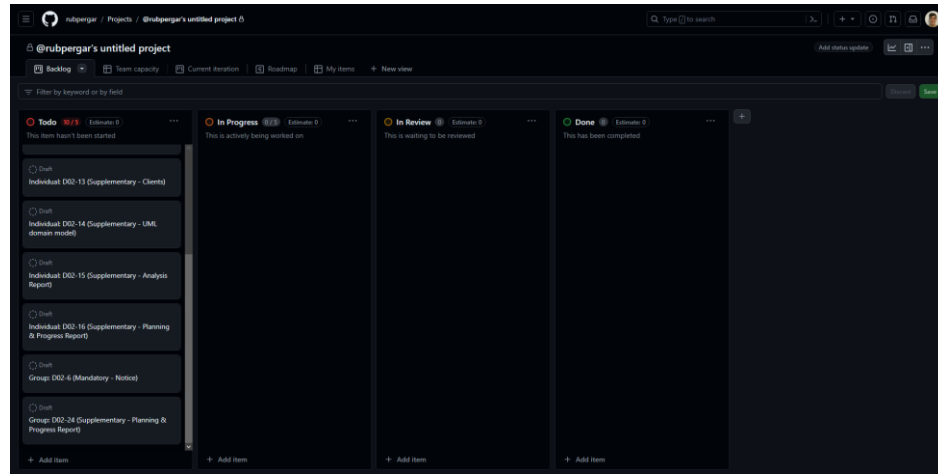 rubpergar / Projects / @rubpergar's untitled project
Type / to search
@rubpergar's untitled project
Add status update
Backlog
Team capacity
Current iteration
Roadmap
My items
+ New view
Filter by keyword or by field
Discard
Save
Todo 10 / 5 Estimate: 0
This item hasn't been started
Draft
Individual: D02-13 (Supplementary - Clients)
Draft
Individual: D02-14 (Supplementary - UML
domain model)
Draft
Individual: D02-15 (Supplementary - Analysis
Report)
Draft
Individual: D02-16 (Supplementary - Planning
& Progress Report)
Draft
Group: D02-6 (Mandatory - Notice)
Draft
Group: D02-24 (Supplementary - Planning &
Progress Report)
+ Add item
In Progress 0 / 5 Estimate: 0
This is actively being worked on
+ Add item
In Review 0 Estimate: 0
This is waiting to be reviewed
+ Add item
Done 0 Estimate: 0
This has been completed
+ Add item